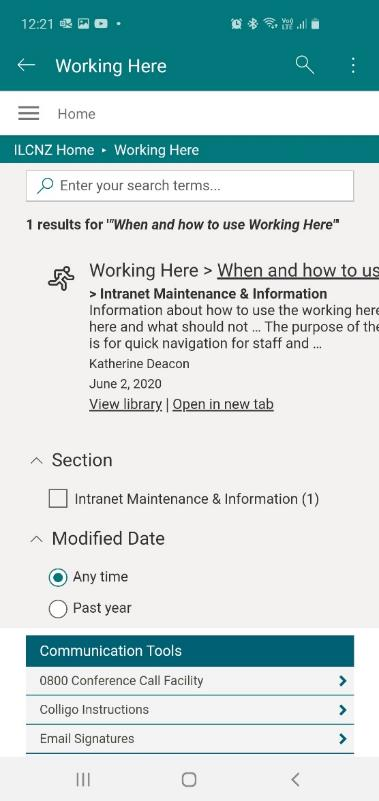 12:21
Vo)
LTE
Working Here
Home
ILCNZ Home ▸ Working Here
Enter your search terms...
1 results for '"When and how to use Working Here"'
Working Here > When and how to us
> Intranet Maintenance & Information
Information about how to use the working here
here and what should not ... The purpose of the
is for quick navigation for staff and ...
Katherine Deacon
June 2, 2020
View library | Open in new tab
Section
Intranet Maintenance & Information (1)
Modified Date
Any time
Past year
Communication Tools
0800 Conference Call Facility
Colligo Instructions
Email Signatures